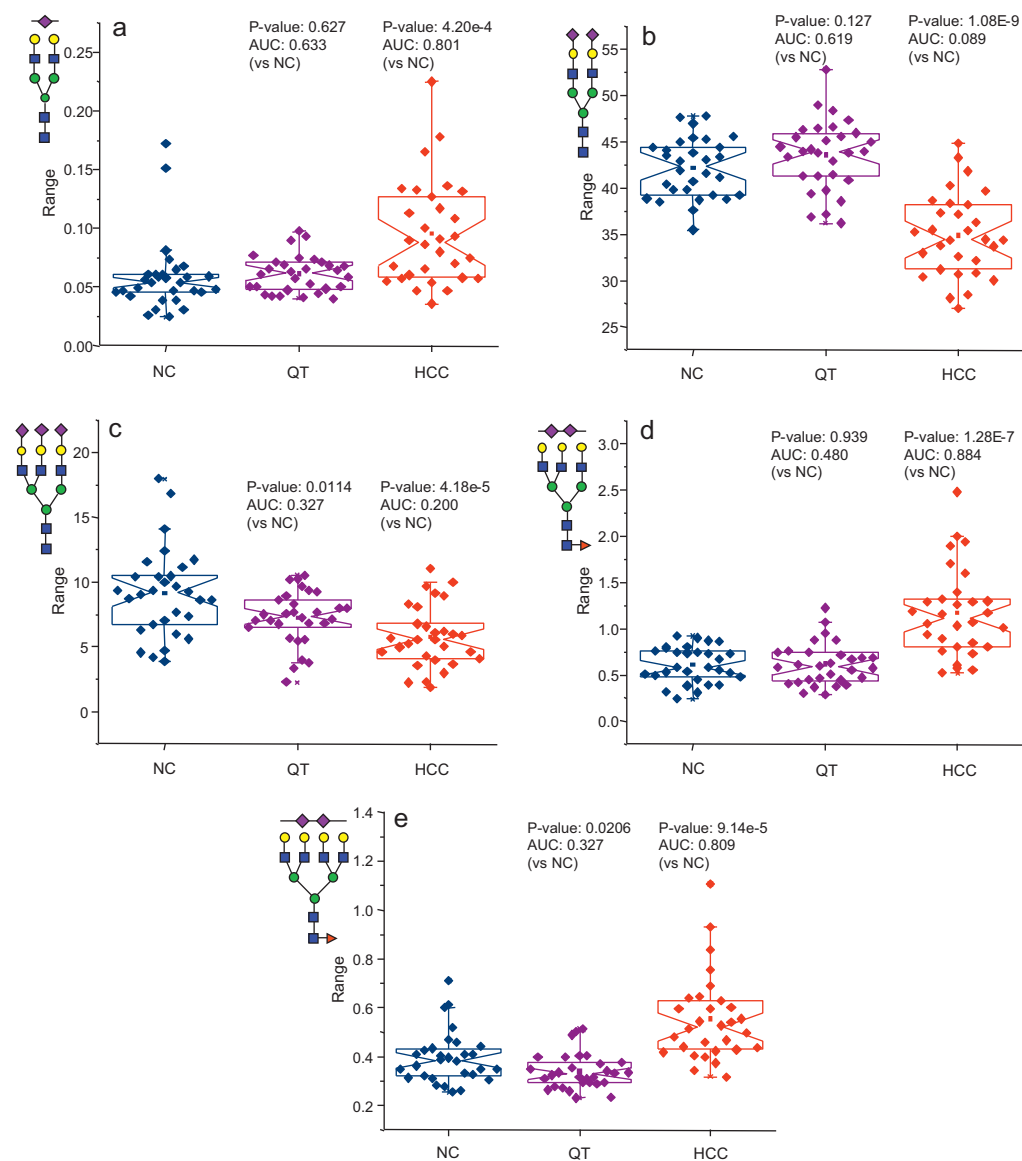 a
P-value: 0.627
AUC: 0.633
(vs NC)
P-value: 4.20e-4
AUC: 0.801
(vs NC)
0.25
0.20
0.15
0.10
0.05
0.00
Range
NC
QT
HCC
b
P-value: 0.127
AUC: 0.619
(vs NC)
P-value: 1.08E-9
AUC: 0.089
(vs NC)
55
50
45
40
35
30
25
Range
NC
QT
HCC
c
P-value: 0.0114
AUC: 0.327
(vs NC)
P-value: 4.18e-5
AUC: 0.200
(vs NC)
20
15
10
5
0
Range
NC
QT
HCC
d
P-value: 0.939
AUC: 0.480
(vs NC)
P-value: 1.28E-7
AUC: 0.884
(vs NC)
3.0
2.5
2.0
1.5
1.0
0.5
0.0
Range
NC
QT
HCC
e
P-value: 0.0206
AUC: 0.327
(vs NC)
P-value: 9.14e-5
AUC: 0.809
(vs NC)
1.4
1.2
1.0
0.8
0.6
0.4
0.2
Range
NC
QT
HCC